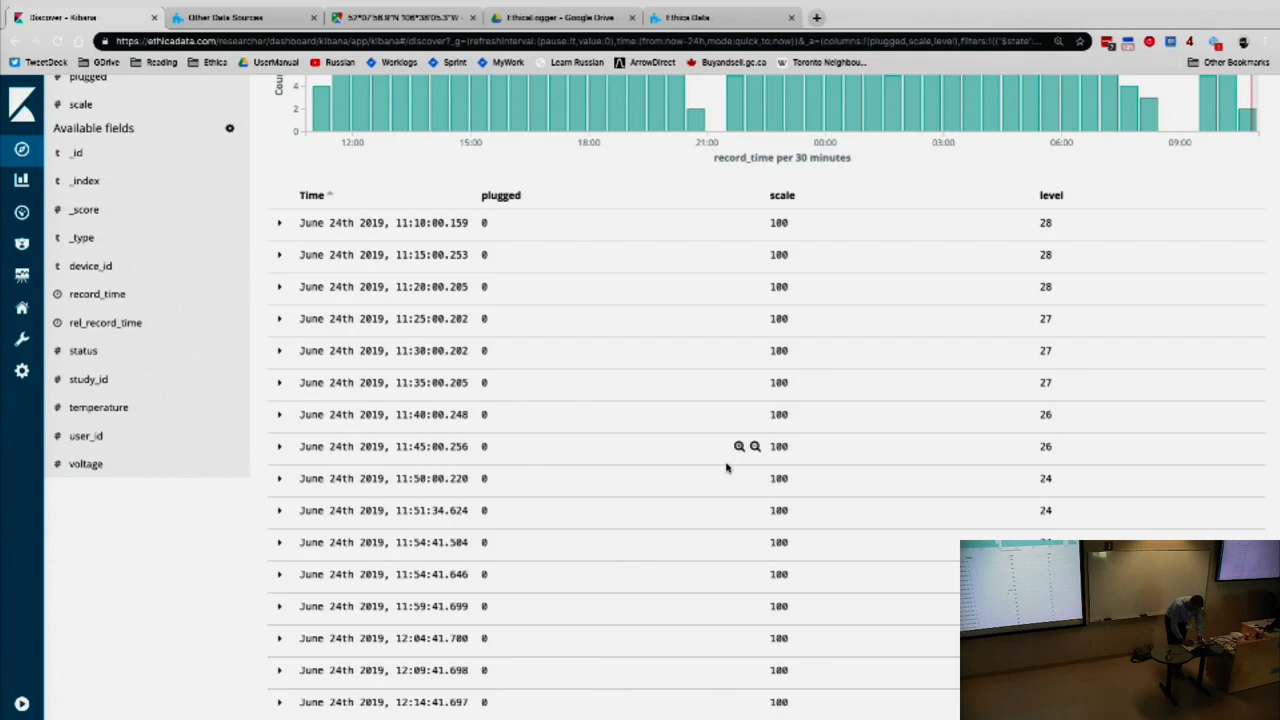 Discover - Kibana
Other Data Sources
52°07'58.9"N 106°38'05.3"W -
EthicaLogger - Google Drive
Ethica Data
https://ethicadata.com/researcher/dashboard/kibana/app/kibana#/discover?_g=(refreshInterval:(pause:!t,value:0),time:(from:now-24h,mode:quick,to:now))&_a=(columns:!(plugged,scale,level),filters:!(('$state':...
TweetDeck
GDrive
Reading
Ethica
UserManual
Russian
Worklogs
Sprint
MyWork
Learn Russian
ArrowDirect
Buyandsell.gc.ca
Toronto Neighbou...
Other Bookmarks
# plugged
# scale
Available fields
t _id
t _index
# _score
t _type
t device_id
record_time
rel_record_time
# status
# study_id
# temperature
# user_id
# voltage
Cou
4
2
0
12:00 15:00 18:00 21:00 00:00 03:00 06:00 09:00
record_time per 30 minutes
Time plugged scale level
June 24th 2019, 11:10:00.159 0 100 28
June 24th 2019, 11:15:00.253 0 100 28
June 24th 2019, 11:20:00.205 0 100 28
June 24th 2019, 11:25:00.202 0 100 27
June 24th 2019, 11:30:00.202 0 100 27
June 24th 2019, 11:35:00.205 0 100 27
June 24th 2019, 11:40:00.248 0 100 26
June 24th 2019, 11:45:00.256 0 100 26
June 24th 2019, 11:50:00.220 0 100 24
June 24th 2019, 11:51:34.624 0 100 24
June 24th 2019, 11:54:41.504 0 100
June 24th 2019, 11:54:41.646 0 100
June 24th 2019, 11:59:41.699 0 100
June 24th 2019, 12:04:41.700 0 100
June 24th 2019, 12:09:41.698 0 100
June 24th 2019, 12:14:41.697 0 100